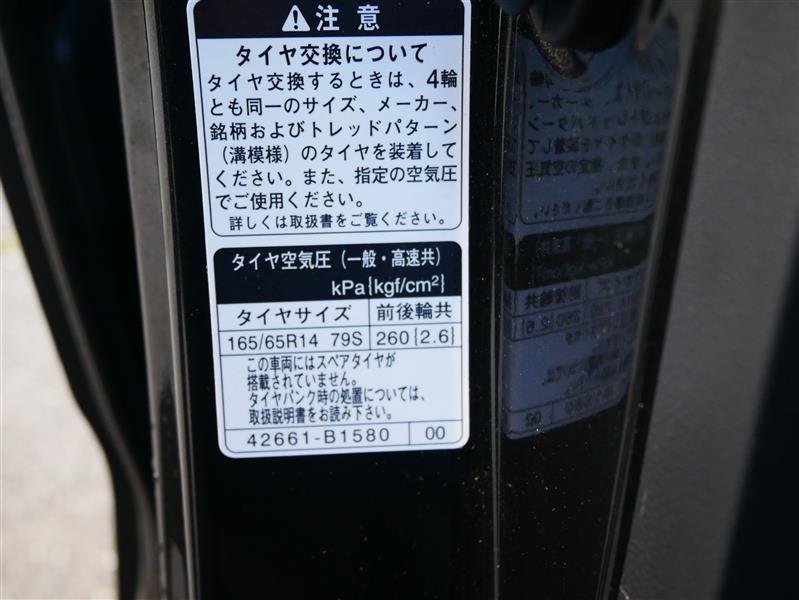 ⚠注意
タイヤ交換について
タイヤ交換するときは、4輪
とも同一のサイズ、メーカー、
銘柄およびトレッドパターン
（溝模様）のタイヤを装着して
ください。また、指定の空気圧
でご使用ください。
詳しくは取扱書をご覧ください。
タイヤ空気圧（一般・高速共）
kPa{kgf/cm²}
タイヤサイズ 前後輪共
165/65R14 79S 260{2.6}
この車両にはスペアタイヤが
搭載されていません。
タイヤパンク時の処置については、
取扱説明書をお読み下さい。
42661-B1580 00